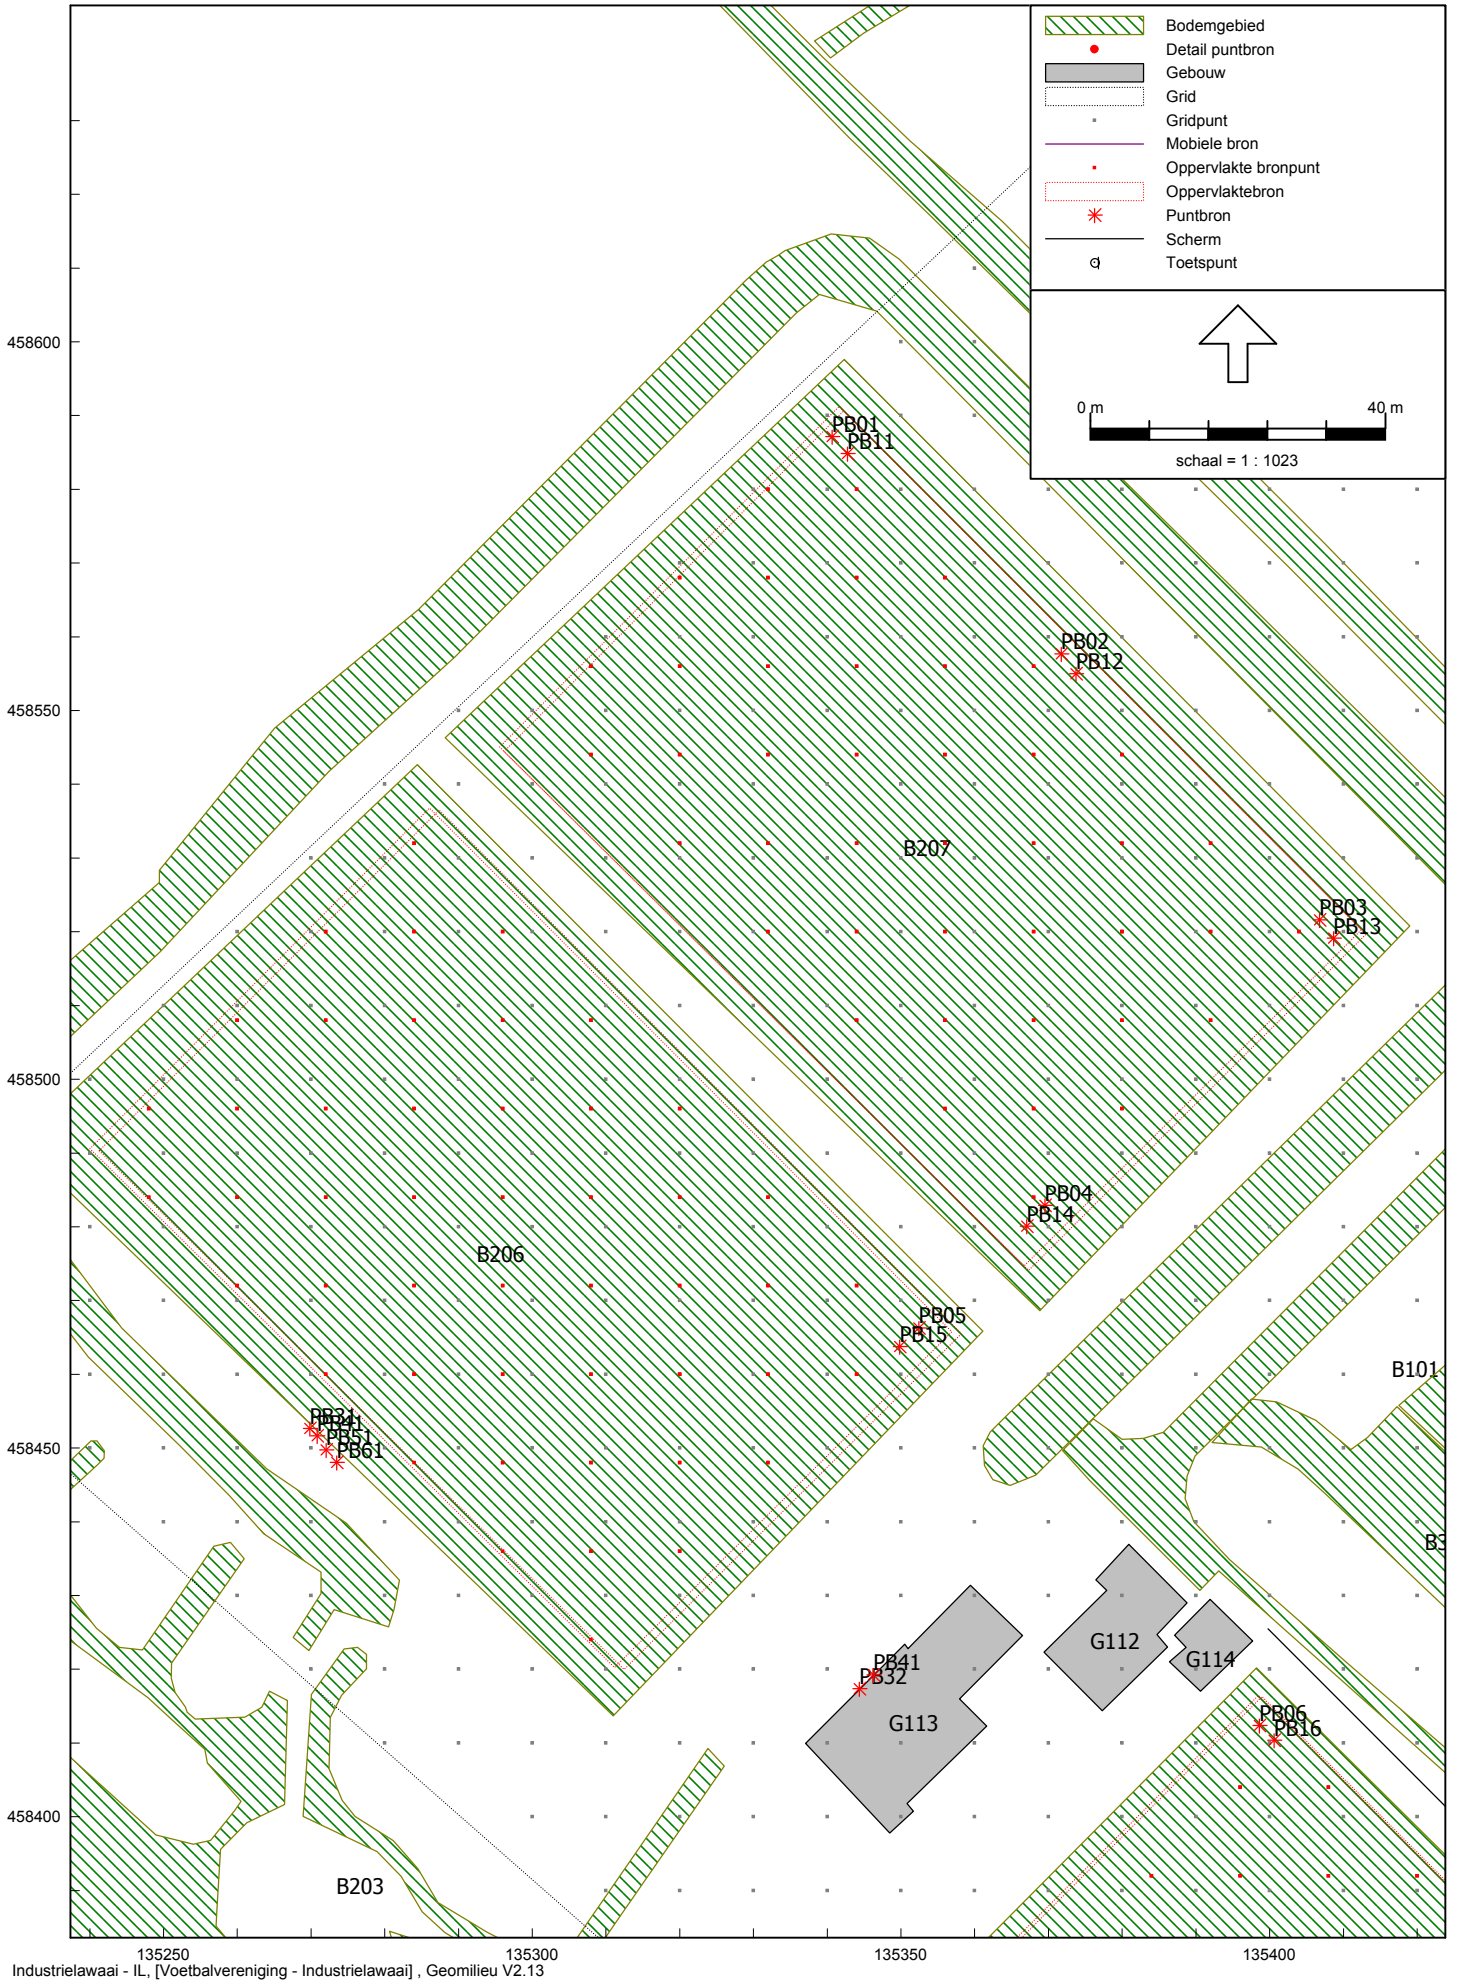 Bodemgebied
Detail puntbron
Gebouw
Grid
Gridpunt
Mobiele bron
Oppervlakte bronpunt
Oppervlaktebron
Puntbron
Scherm
Toetspunt
0 m 40 m
schaal = 1 : 1023
458600
PB01
PB11
PB02
PB12
458550
B207
PB03
PB13
458500
PB04
PB14
B206
PB05
PB15
B101
PB31
PB41
PB51
PB61
458450
G112
G114
PB41
PB32
G113
PB06
PB16
458400
B203
135250 135300 135350 135400
Industrielawaai - IL, [Voetbalvereniging - Industrielawaai] , Geomilieu V2.13